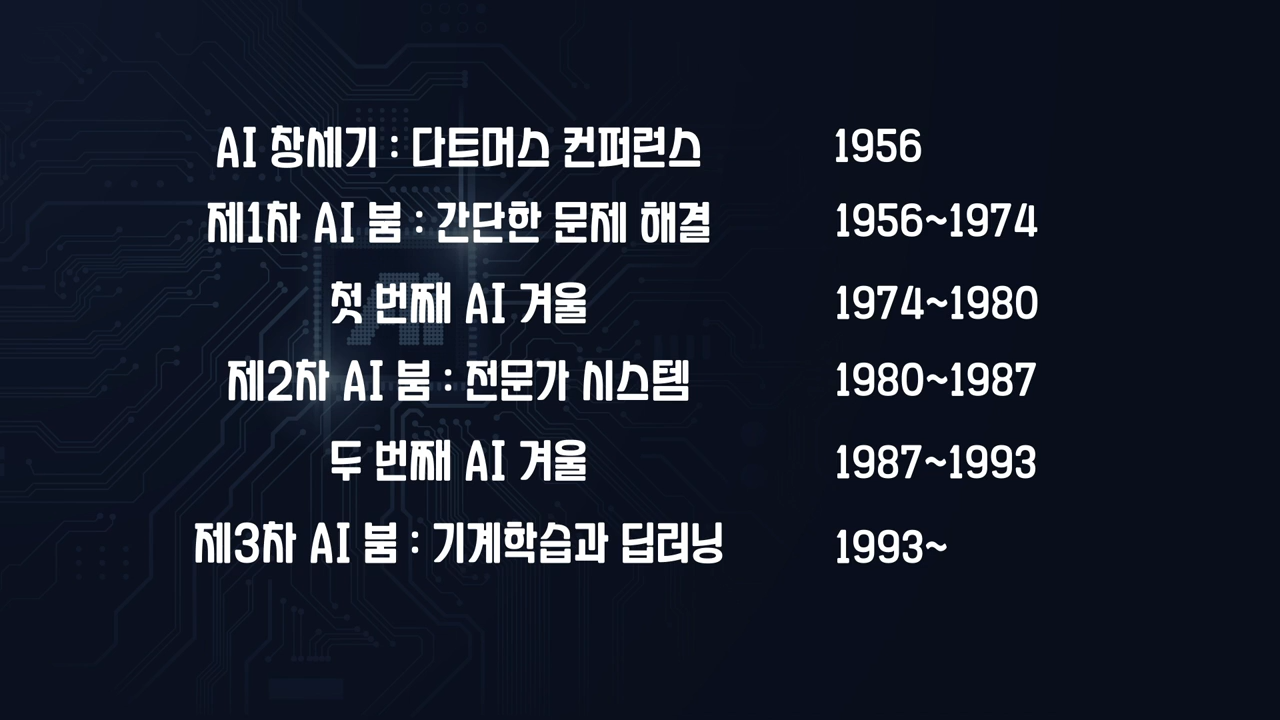 AI 창세기 : 다트머스 컨퍼런스 1956
제1차 AI 붐 : 간단한 문제 해결 1956~1974
첫 번째 AI 겨울 1974~1980
제2차 AI 붐 : 전문가 시스템 1980~1987
두 번째 AI 겨울 1987~1993
제3차 AI 붐 : 기계학습과 딥러닝 1993~